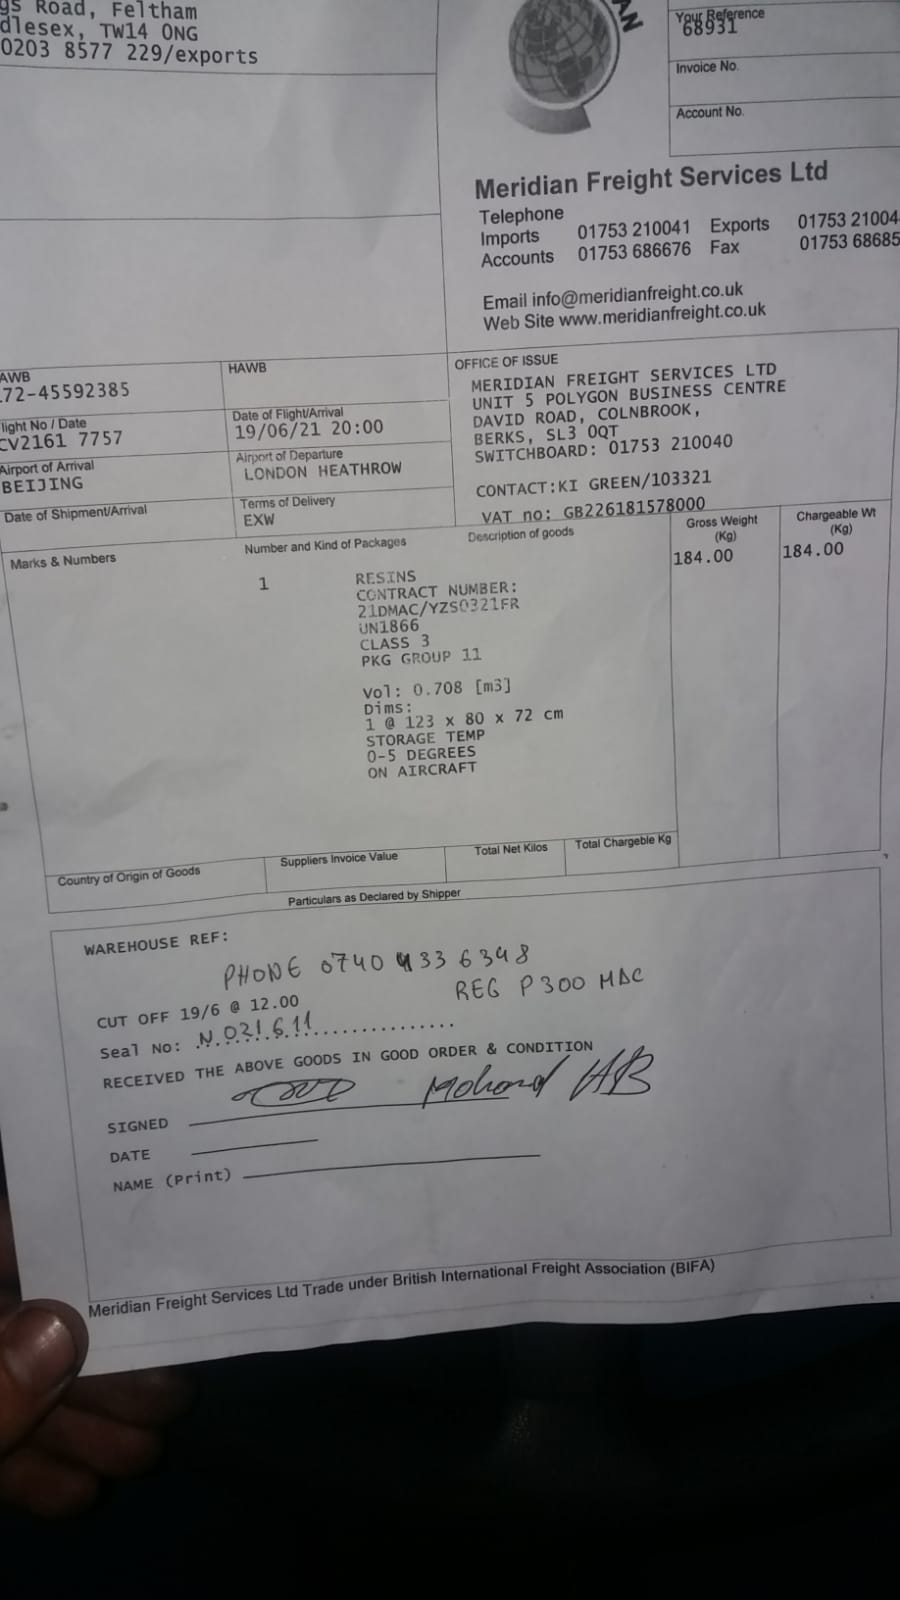 gs Road, Feltham
dlesex, TW14 0NG
0203 8577 229/exports
AN
Your Reference
68931
Invoice No.
Account No.
Meridian Freight Services Ltd
Telephone
Imports 01753 210041 Exports 01753 21004
Accounts 01753 686676 Fax 01753 68685
Email info@meridianfreight.co.uk
Web Site www.meridianfreight.co.uk
AWB
172-45592385
HAWB
light No / Date
CV2161 7757
Date of Flight/Arrival
19/06/21 20:00
Airport of Arrival
BEIJING
Airport of Departure
LONDON HEATHROW
Date of Shipment/Arrival
Terms of Delivery
EXW
OFFICE OF ISSUE
MERIDIAN FREIGHT SERVICES LTD
UNIT 5 POLYGON BUSINESS CENTRE
DAVID ROAD, COLNBROOK,
BERKS, SL3 0QT
SWITCHBOARD: 01753 210040
CONTACT:KI GREEN/103321
VAT no: GB226181578000
Marks & Numbers
Number and Kind of Packages
Description of goods
Gross Weight
(Kg)
Chargeable Wt
(Kg)
1
184.00
184.00
RESINS
CONTRACT NUMBER:
21DMAC/YZS0321FR
UN1866
CLASS 3
PKG GROUP 11
Vol: 0.708 [m3]
Dims:
1 @ 123 x 80 x 72 cm
STORAGE TEMP
0-5 DEGREES
ON AIRCRAFT
Country of Origin of Goods
Suppliers Invoice Value
Total Net Kilos
Total Chargeble Kg
Particulars as Declared by Shipper
WAREHOUSE REF:
PHONE 0740 4336348
REG P300 MAC
CUT OFF 19/6 @ 12.00
Seal No: N.021.6.11
RECEIVED THE ABOVE GOODS IN GOOD ORDER & CONDITION
SIGNED
DATE
NAME (Print)
Meridian Freight Services Ltd Trade under British International Freight Association (BIFA)